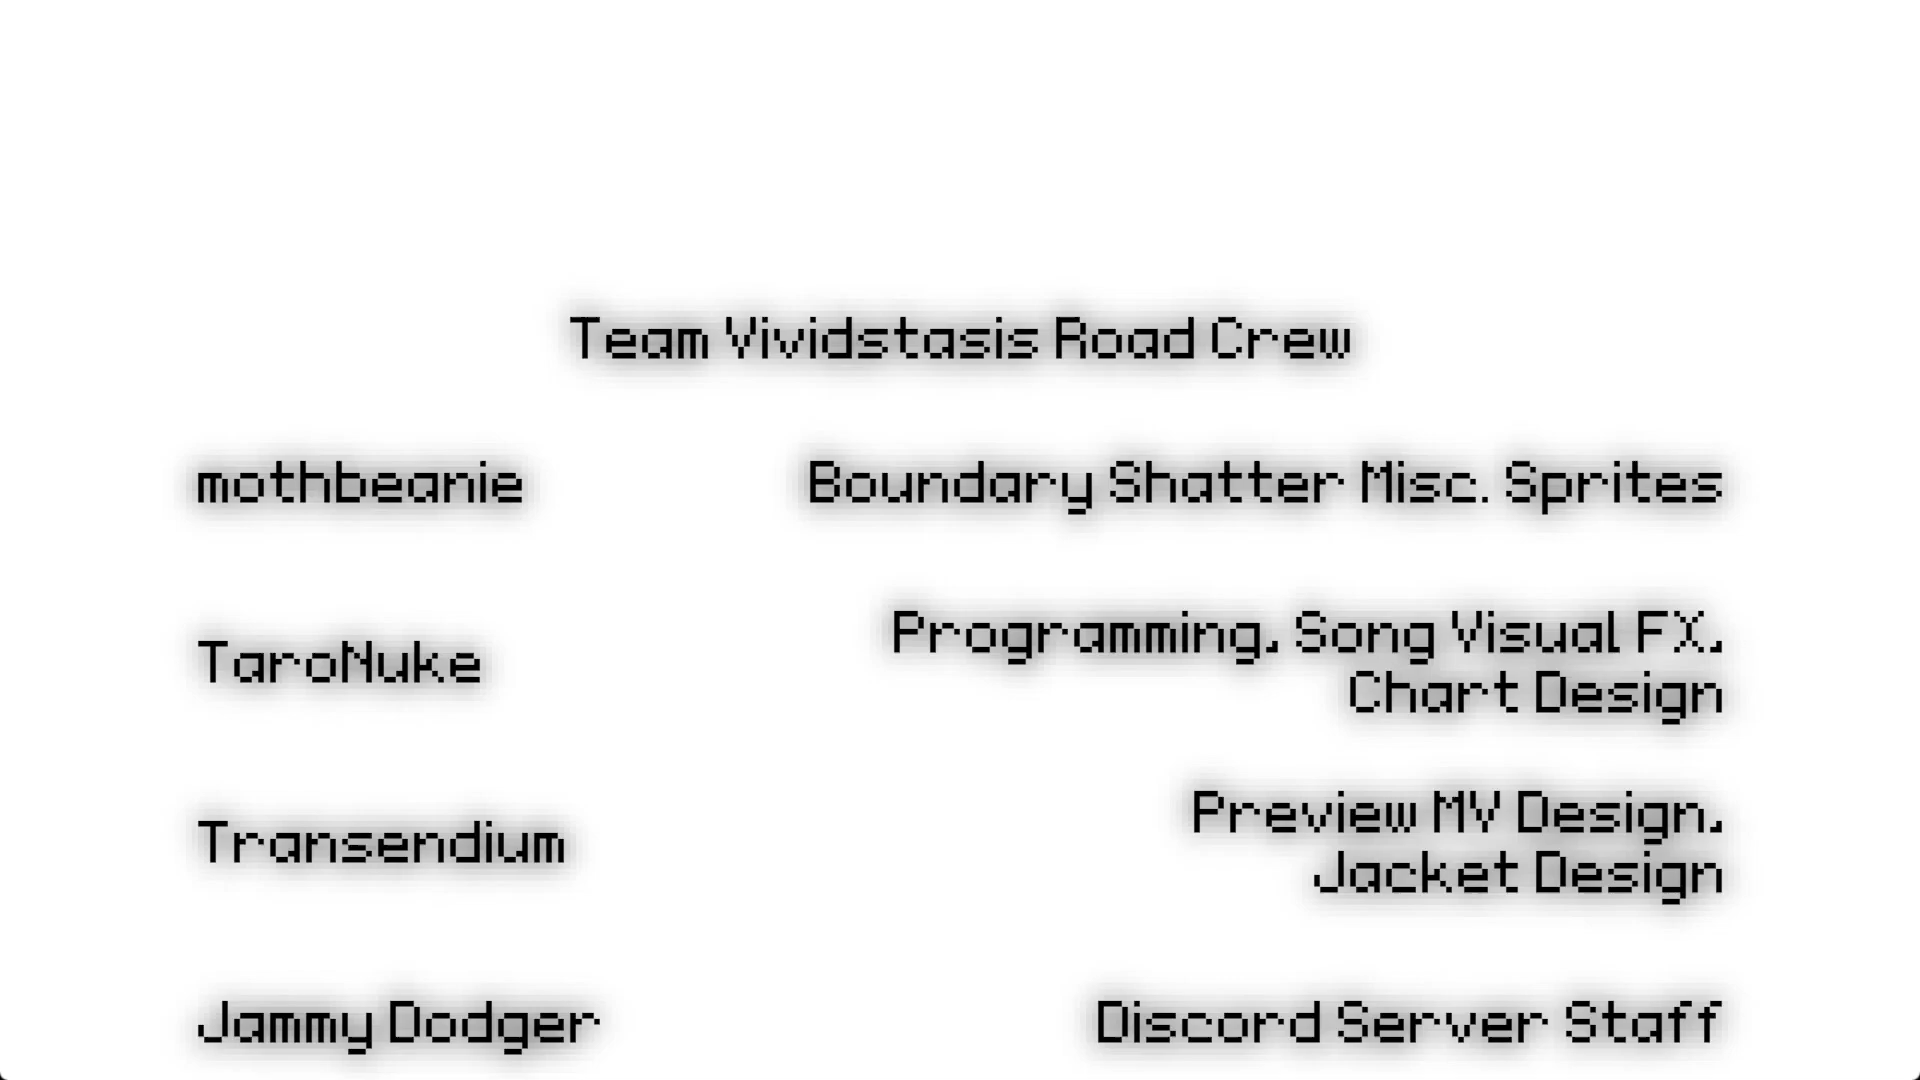 Team Vividstasis Road Crew
mothbeanie Boundary Shatter Misc. Sprites
TaroNuke Programming, Song Visual FX,
Chart Design
Transendium Preview MV Design,
Jacket Design
Jammy Dodger Discord Server Staff